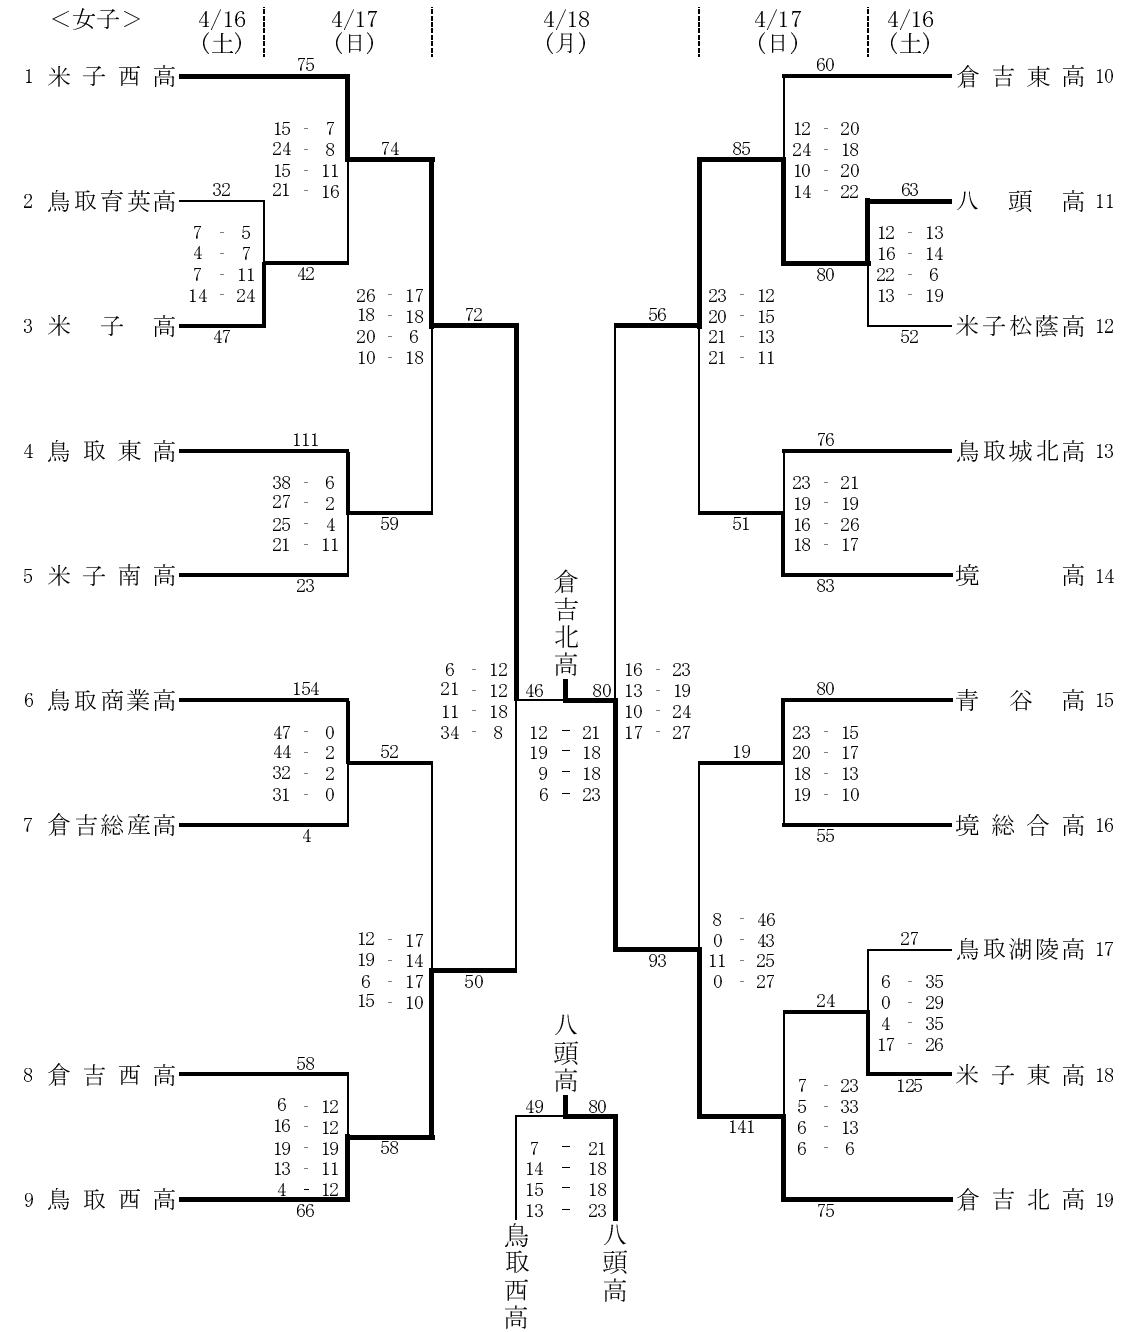 ＜女子＞ 4/16 4/17 4/18 4/17 4/16
(土) (日) (月) (日) (土)
75 60
1 米子西高 倉吉東高 10
15 - 7 12 - 20
24 - 8 74 85 24 - 18
15 - 11 10 - 20
21 - 16 14 - 22
32 63
2 鳥取育英高 八頭高 11
7 - 5 12 - 13
4 - 7 16 - 14
7 - 11 42 80 22 - 6
14 - 24 13 - 19
26 - 17 23 - 12
18 - 18 72 56 20 - 15
3 米子高 米子松蔭高 12
47 20 - 6 21 - 13 52
10 - 18 21 - 11
111 76
4 鳥取東高 鳥取城北高 13
38 - 6 23 - 21
27 - 2 19 - 19
25 - 4 59 51 16 - 26
21 - 11 18 - 17
5 米子南高 境高 14
23 83
倉吉北高
6 - 12 16 - 23
154 21 - 12 46 80 13 - 19 80
6 鳥取商業高 青谷高 15
11 - 18 10 - 24
47 - 0 34 - 8 12 - 21 17 - 27 23 - 15
44 - 2 52 19 - 18 19 20 - 17
32 - 2 9 - 18 18 - 13
31 - 0 6 - 23 19 - 10
7 倉吉総産高 境総合高 16
4 55
8 - 46
12 - 17 0 - 43 27
17 鳥取湖陵高
19 - 14 93 11 - 25
6 - 17 50 0 - 27 6 - 35
15 - 10 24 0 - 29
4 - 35
17 - 26
58 八頭高
8 倉吉西高 米子東高 18
125
6 - 12 49 80 7 - 23
16 - 12 141 5 - 33
19 - 19 58 7 - 21 6 - 13
13 - 11 14 - 18 6 - 6
4 - 12 15 - 18
9 鳥取西高 倉吉北高 19
66 13 - 23 75
鳥取西高 八頭高